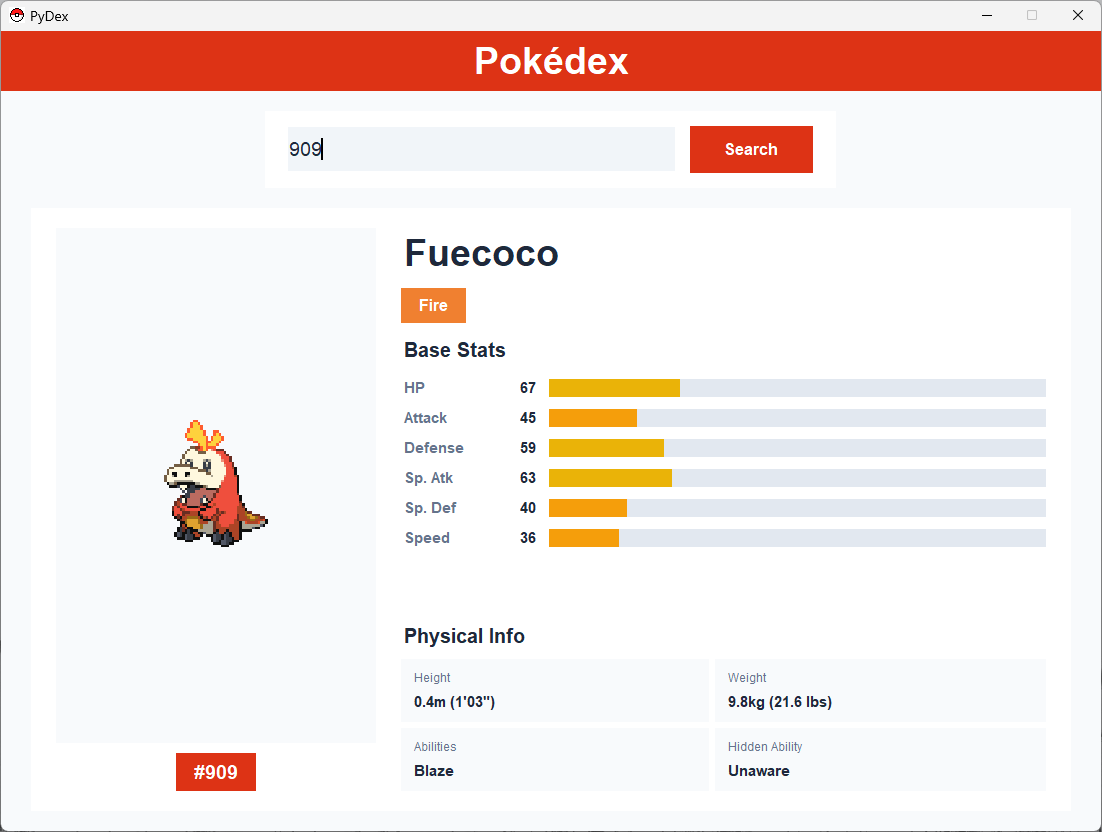 PyDex
Pokédex
909
Search
Fuecoco
Fire
Base Stats
HP 67
Attack 45
Defense 59
Sp. Atk 63
Sp. Def 40
Speed 36
Physical Info
Height Weight
0.4m (1'03") 9.8kg (21.6 lbs)
Abilities Hidden Ability
Blaze Unaware
#909